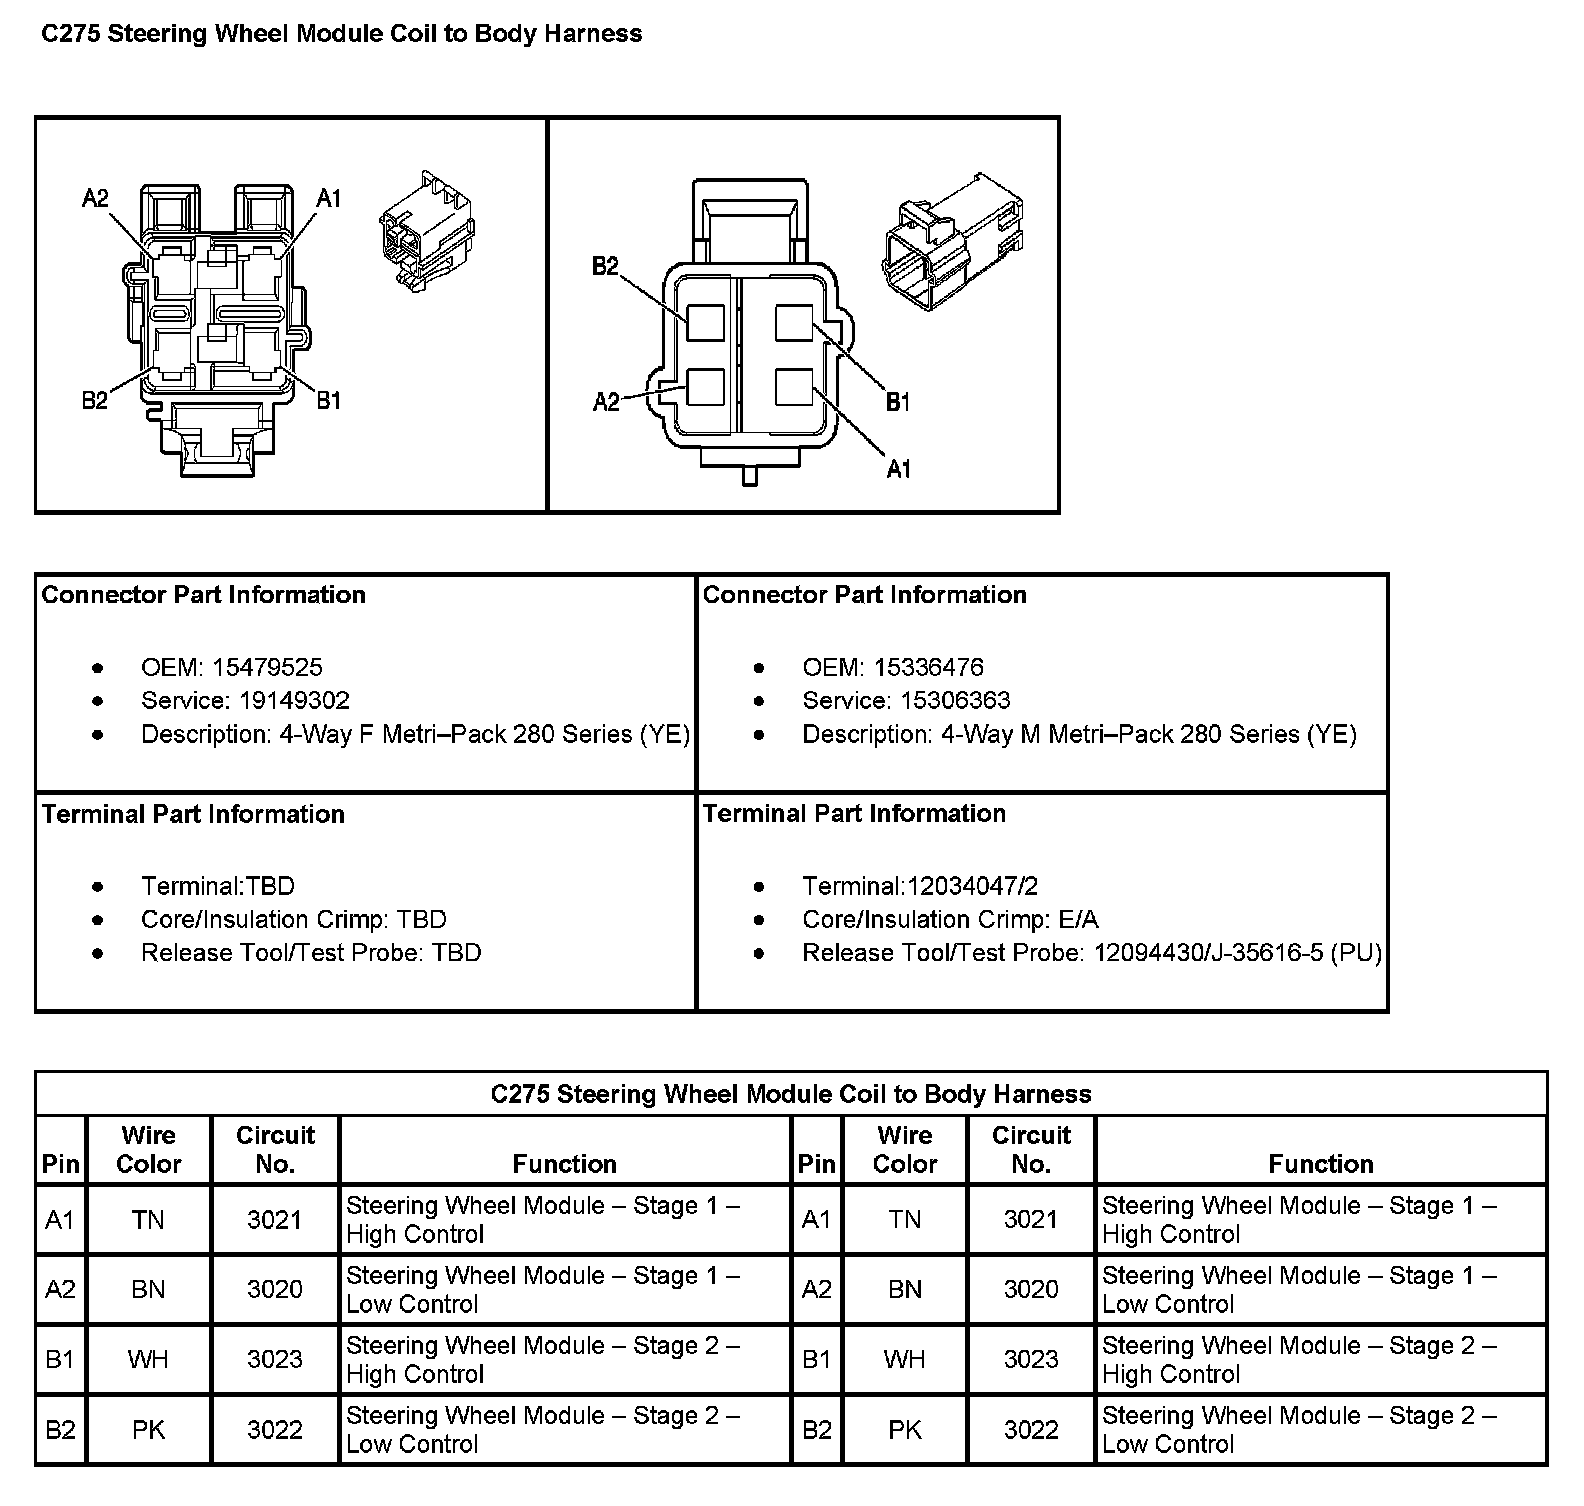 C275 Steering Wheel Module Coil to Body Harness
A2
A1
B2
B1
B2
A2
B1
A1
Connector Part Information
• OEM: 15479525
• Service: 19149302
• Description: 4-Way F Metri–Pack 280 Series (YE)
Connector Part Information
• OEM: 15336476
• Service: 15306363
• Description: 4-Way M Metri–Pack 280 Series (YE)
Terminal Part Information
• Terminal:TBD
• Core/Insulation Crimp: TBD
• Release Tool/Test Probe: TBD
Terminal Part Information
• Terminal:12034047/2
• Core/Insulation Crimp: E/A
• Release Tool/Test Probe: 12094430/J-35616-5 (PU)
C275 Steering Wheel Module Coil to Body Harness
Pin Wire Color Circuit No. Function Pin Wire Color Circuit No. Function
A1 TN 3021 Steering Wheel Module – Stage 1 – High Control A1 TN 3021 Steering Wheel Module – Stage 1 – High Control
A2 BN 3020 Steering Wheel Module – Stage 1 – Low Control A2 BN 3020 Steering Wheel Module – Stage 1 – Low Control
B1 WH 3023 Steering Wheel Module – Stage 2 – High Control B1 WH 3023 Steering Wheel Module – Stage 2 – High Control
B2 PK 3022 Steering Wheel Module – Stage 2 – Low Control B2 PK 3022 Steering Wheel Module – Stage 2 – Low Control